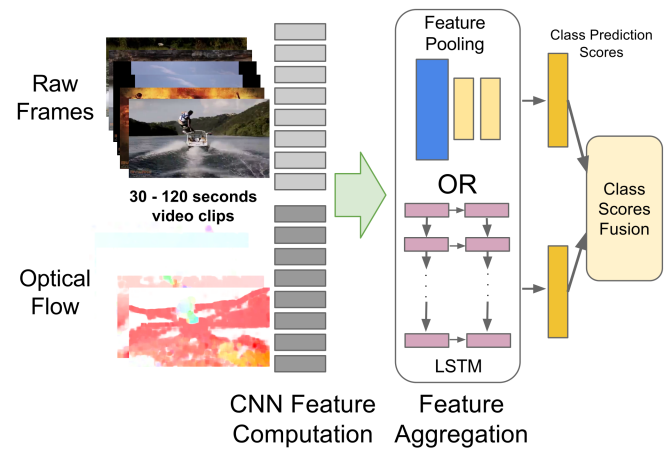 Raw
Frames
30 - 120 seconds
video clips
Optical
Flow
CNN Feature
Computation
Feature
Pooling
OR
LSTM
Feature
Aggregation
Class Prediction
Scores
Class
Scores
Fusion